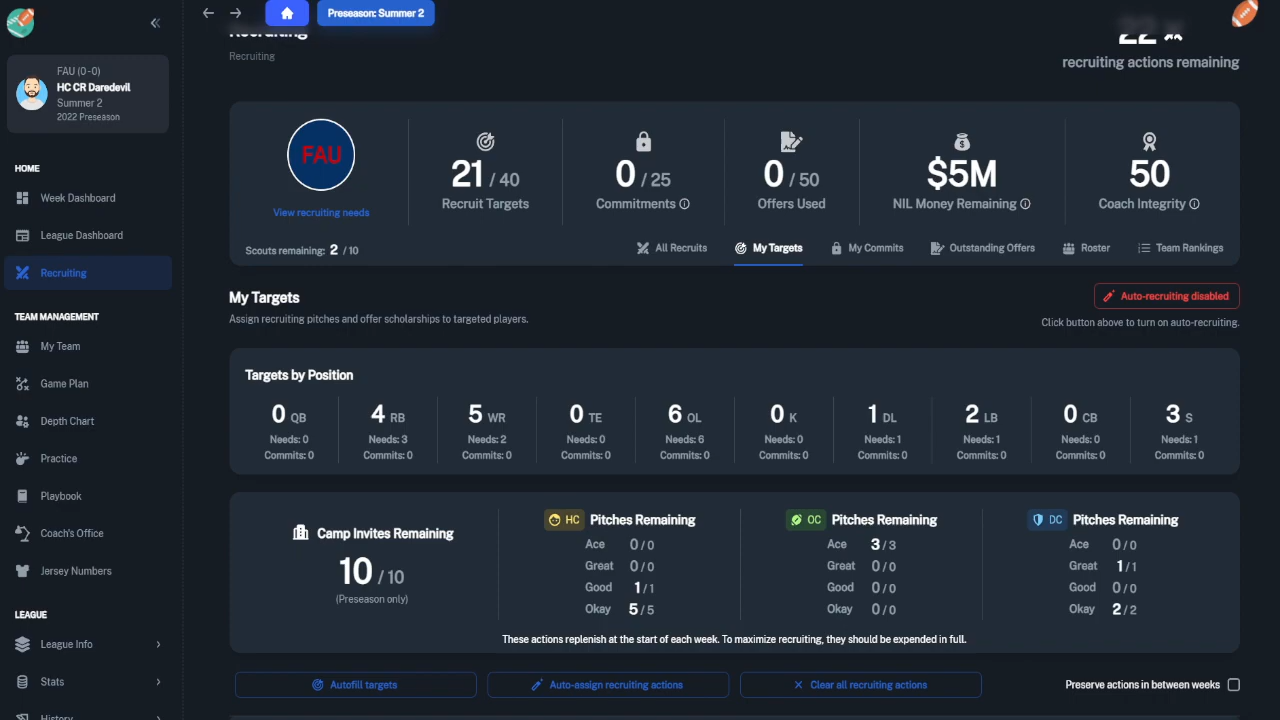 Preseason: Summer 2
Recruiting
Recruiting
22
recruiting actions remaining
FAU (0-0)
HC CR Daredevil
Summer 2
2022 Preseason
HOME
Week Dashboard
League Dashboard
Recruiting
TEAM MANAGEMENT
My Team
Game Plan
Depth Chart
Practice
Playbook
Coach's Office
Jersey Numbers
LEAGUE
League Info
Stats
History
FAU
View recruiting needs
21 / 40
Recruit Targets
0 / 25
Commitments
0 / 50
Offers Used
$5M
NIL Money Remaining
50
Coach Integrity
Scouts remaining: 2 / 10
All Recruits
My Targets
My Commits
Outstanding Offers
Roster
Team Rankings
My Targets
Assign recruiting pitches and offer scholarships to targeted players.
Auto-recruiting disabled
Click button above to turn on auto-recruiting.
Targets by Position
0 QB
Needs: 0
Commits: 0
4 RB
Needs: 3
Commits: 0
5 WR
Needs: 2
Commits: 0
0 TE
Needs: 0
Commits: 0
6 OL
Needs: 6
Commits: 0
0 K
Needs: 0
Commits: 0
1 DL
Needs: 1
Commits: 0
2 LB
Needs: 1
Commits: 0
0 CB
Needs: 0
Commits: 0
3 S
Needs: 1
Commits: 0
Camp Invites Remaining
10 / 10
(Preseason only)
HC Pitches Remaining
Ace 0 / 0
Great 0 / 0
Good 1 / 1
Okay 5 / 5
OC Pitches Remaining
Ace 3 / 3
Great 0 / 0
Good 0 / 0
Okay 0 / 0
DC Pitches Remaining
Ace 0 / 0
Great 1 / 1
Good 0 / 0
Okay 2 / 2
These actions replenish at the start of each week. To maximize recruiting, they should be expended in full.
Autofill targets
Auto-assign recruiting actions
Clear all recruiting actions
Preserve actions in between weeks